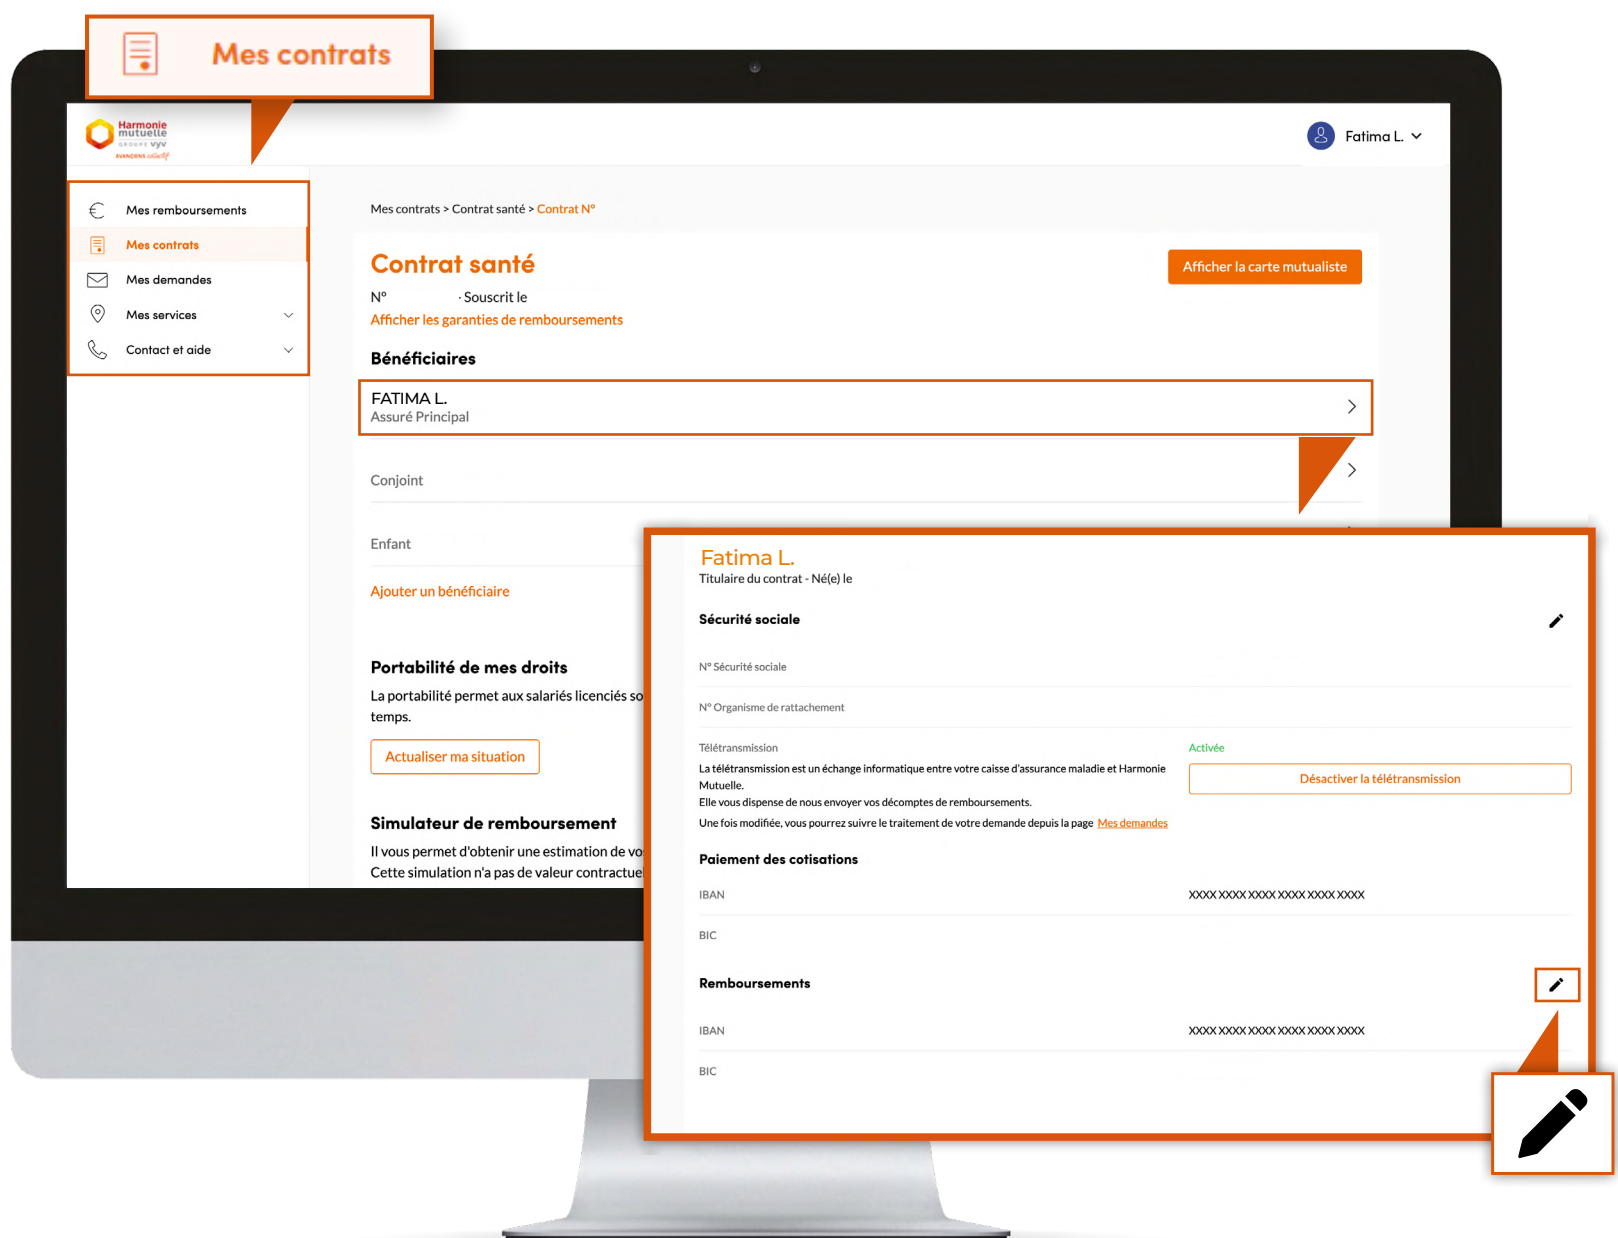 Mes contrats
Harmonie
mutuelle
GROUPE vyv
AVANÇONS collectif
Fatima L.
Mes remboursements
Mes contrats
Mes demandes
Mes services
Contact et aide
Mes contrats > Contrat santé > Contrat N°
Contrat santé
Afficher la carte mutualiste
N° · Souscrit le
Afficher les garanties de remboursements
Bénéficiaires
FATIMA L.
Assuré Principal
Conjoint
Enfant
Ajouter un bénéficiaire
Portabilité de mes droits
La portabilité permet aux salariés licenciés so
temps.
Actualiser ma situation
Simulateur de remboursement
Il vous permet d'obtenir une estimation de vo
Cette simulation n'a pas de valeur contractue
Fatima L.
Titulaire du contrat - Né(e) le
Sécurité sociale
N° Sécurité sociale
N° Organisme de rattachement
Télétransmission
Activée
La télétransmission est un échange informatique entre votre caisse d'assurance maladie et Harmonie
Mutuelle.
Désactiver la télétransmission
Elle vous dispense de nous envoyer vos décomptes de remboursements.
Une fois modifiée, vous pourrez suivre le traitement de votre demande depuis la page Mes demandes
Paiement des cotisations
IBAN XXXX XXXX XXXX XXXX XXXX XXXX
BIC
Remboursements
IBAN XXXX XXXX XXXX XXXX XXXX XXXX
BIC